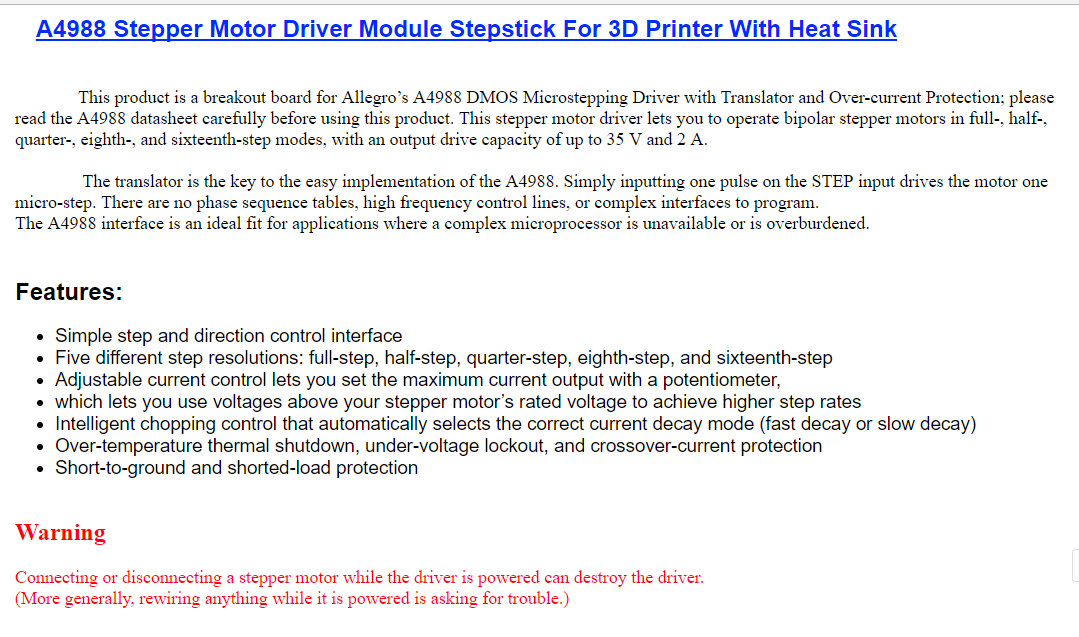 A4988 Stepper Motor Driver Module Stepstick For 3D Printer With Heat Sink
This product is a breakout board for Allegro’s A4988 DMOS Microstepping Driver with Translator and Over-current Protection; please
read the A4988 datasheet carefully before using this product. This stepper motor driver lets you to operate bipolar stepper motors in full-, half-,
quarter-, eighth-, and sixteenth-step modes, with an output drive capacity of up to 35 V and 2 A.
The translator is the key to the easy implementation of the A4988. Simply inputting one pulse on the STEP input drives the motor one
micro-step. There are no phase sequence tables, high frequency control lines, or complex interfaces to program.
The A4988 interface is an ideal fit for applications where a complex microprocessor is unavailable or is overburdened.
Features:
• Simple step and direction control interface
• Five different step resolutions: full-step, half-step, quarter-step, eighth-step, and sixteenth-step
• Adjustable current control lets you set the maximum current output with a potentiometer,
• which lets you use voltages above your stepper motor’s rated voltage to achieve higher step rates
• Intelligent chopping control that automatically selects the correct current decay mode (fast decay or slow decay)
• Over-temperature thermal shutdown, under-voltage lockout, and crossover-current protection
• Short-to-ground and shorted-load protection
Warning
Connecting or disconnecting a stepper motor while the driver is powered can destroy the driver.
(More generally, rewiring anything while it is powered is asking for trouble.)